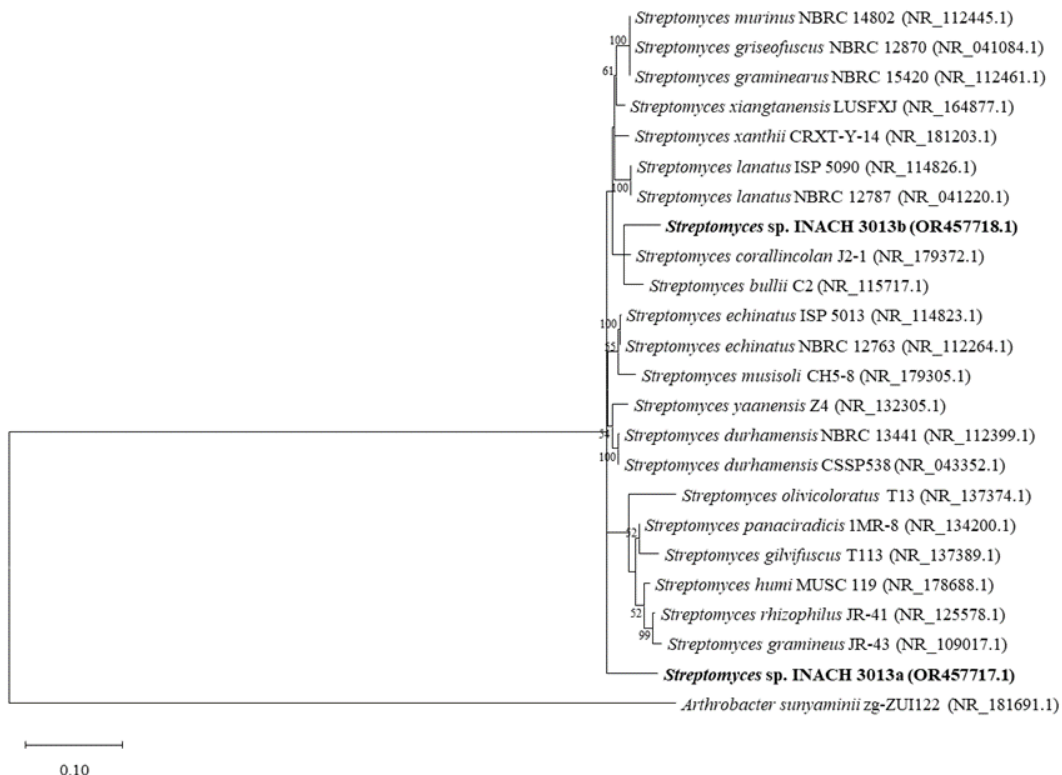 Streptomyces murinus NBRC 14802 (NR_112445.1)
100
Streptomyces griseofuscus NBRC 12870 (NR_041084.1)
61
Streptomyces graminearus NBRC 15420 (NR_112461.1)
Streptomyces xiangtanensis LUSFXJ (NR_164877.1)
Streptomyces xanthii CRXT-Y-14 (NR_181203.1)
Streptomyces lanatus ISP 5090 (NR_114826.1)
100
Streptomyces lanatus NBRC 12787 (NR_041220.1)
Streptomyces sp. INACH 3013b (OR457718.1)
Streptomyces corallincolan J2-1 (NR_179372.1)
Streptomyces bullii C2 (NR_115717.1)
Streptomyces echinatus ISP 5013 (NR_114823.1)
100
55
Streptomyces echinatus NBRC 12763 (NR_112264.1)
Streptomyces musisoli CH5-8 (NR_179305.1)
Streptomyces yaanensis Z4 (NR_132305.1)
54
Streptomyces durhamensis NBRC 13441 (NR_112399.1)
100
Streptomyces durhamensis CSSP538 (NR_043352.1)
Streptomyces olivicoloratus T13 (NR_137374.1)
52
Streptomyces panaciradicis 1MR-8 (NR_134200.1)
Streptomyces gilvifuscus T113 (NR_137389.1)
Streptomyces humi MUSC 119 (NR_178688.1)
52
Streptomyces rhizophilus JR-41 (NR_125578.1)
99
Streptomyces gramineus JR-43 (NR_109017.1)
Streptomyces sp. INACH 3013a (OR457717.1)
Arthrobacter sunyaminii zg-ZUI122 (NR_181691.1)
0.10